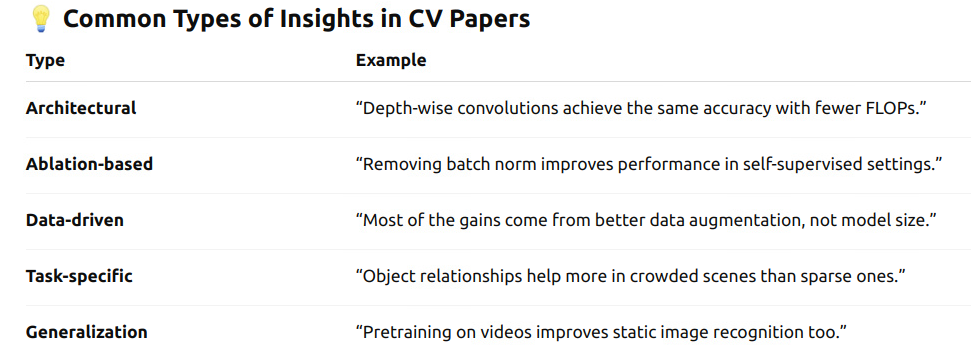 💡 Common Types of Insights in CV Papers
Type Example
Architectural “Depth-wise convolutions achieve the same accuracy with fewer FLOPs.”
Ablation-based “Removing batch norm improves performance in self-supervised settings.”
Data-driven “Most of the gains come from better data augmentation, not model size.”
Task-specific “Object relationships help more in crowded scenes than sparse ones.”
Generalization “Pretraining on videos improves static image recognition too.”